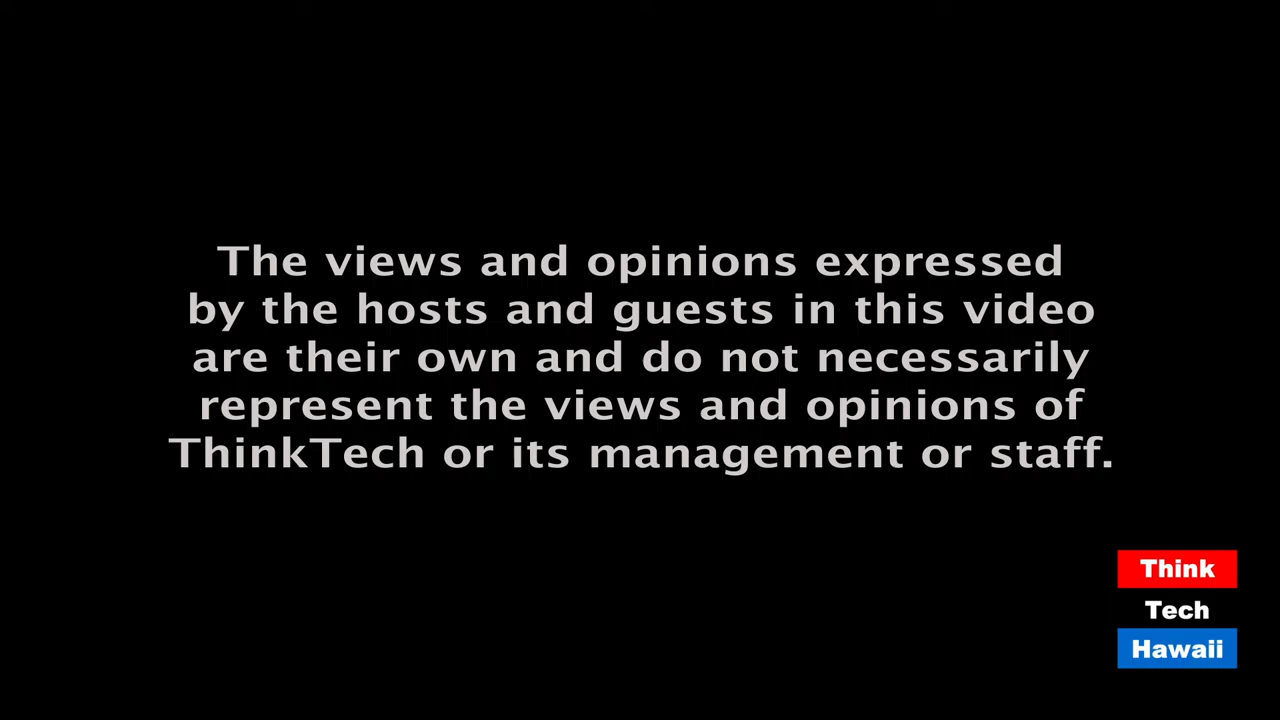 The views and opinions expressed
by the hosts and guests in this video
are their own and do not necessarily
represent the views and opinions of
ThinkTech or its management or staff.
Think
Tech
Hawaii